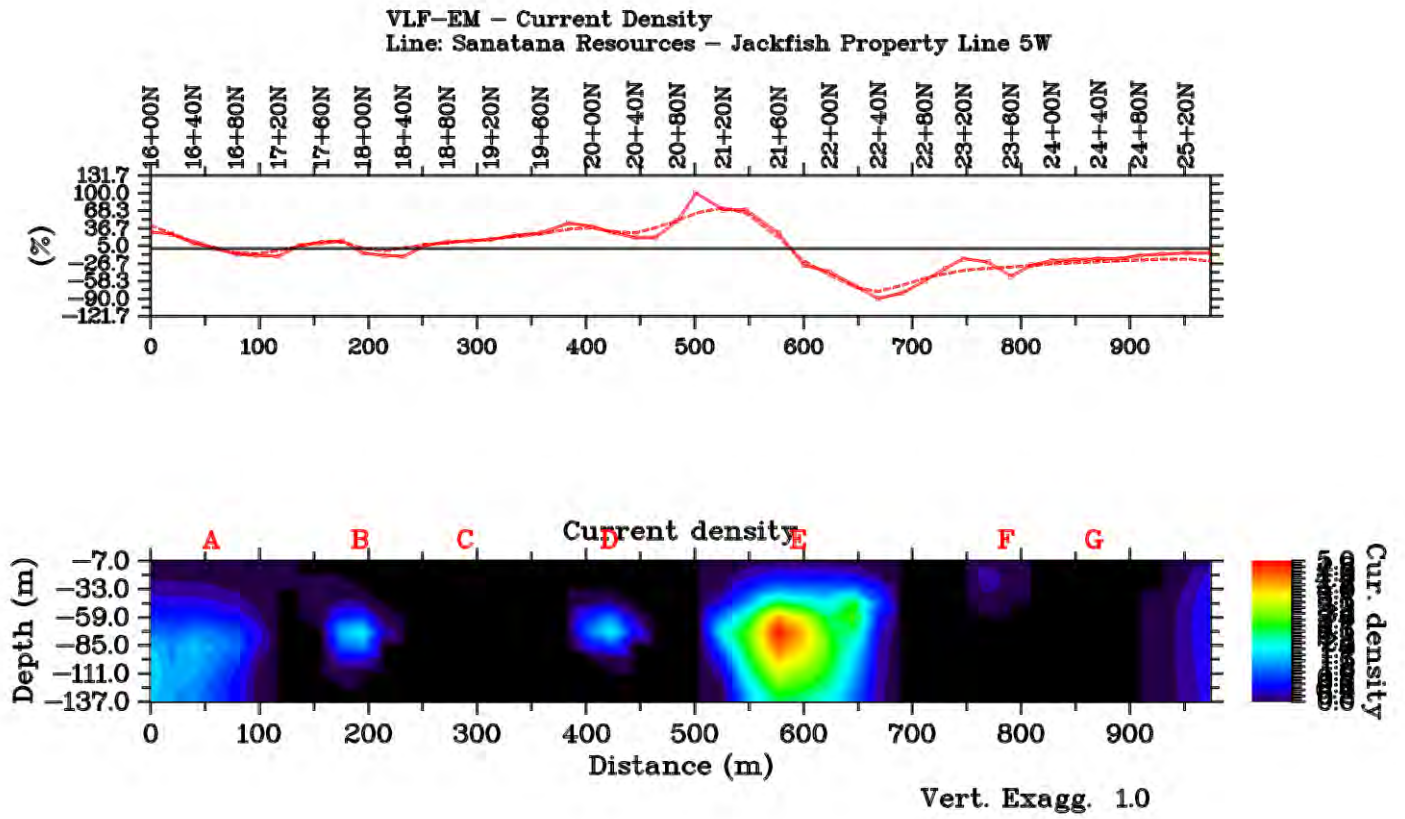 VLF-EM - Current Density
Line: Sanatana Resources - Jackfish Property Line 5W
16+00N 16+40N 16+80N 17+20N 17+60N 18+00N 18+40N 18+80N 19+20N 19+60N 20+00N 20+40N 20+80N 21+20N 21+60N 22+00N 22+40N 22+80N 23+20N 23+60N 24+00N 24+40N 24+80N 25+20N
(%)
131.7
100.0
68.3
36.7
5.0
-26.7
-58.3
-90.0
-121.7
0 100 200 300 400 500 600 700 800 900
Current density
A B C D E F G
Depth (m)
-7.0
-33.0
-59.0
-85.0
-111.0
-137.0
0 100 200 300 400 500 600 700 800 900
Distance (m)
Cur. density
Vert. Exagg. 1.0